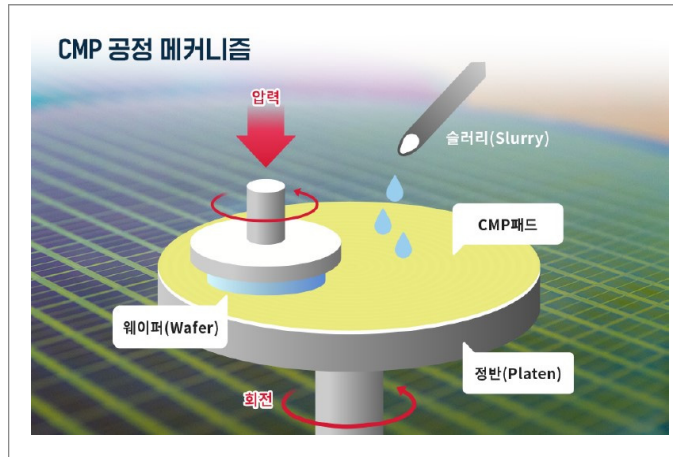 CMP 공정 메커니즘
압력
슬러리(Slurry)
CMP패드
웨이퍼(Wafer)
정반(Platen)
회전